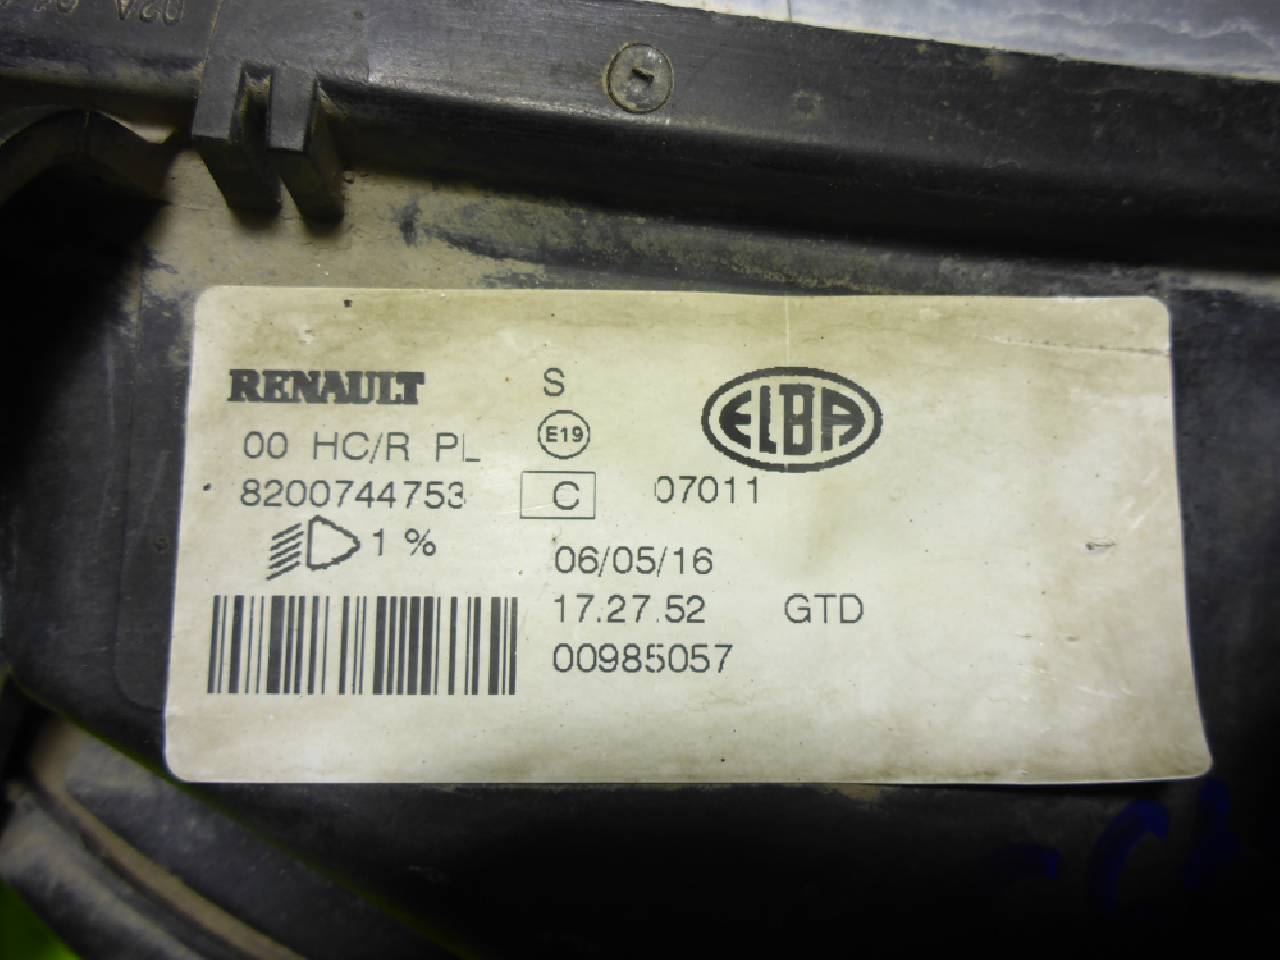 RENAULT S ELBA
00 HC/R PL E19
8200744753 C 07011
1 % 06/05/16
17.27.52 GTD
00985057